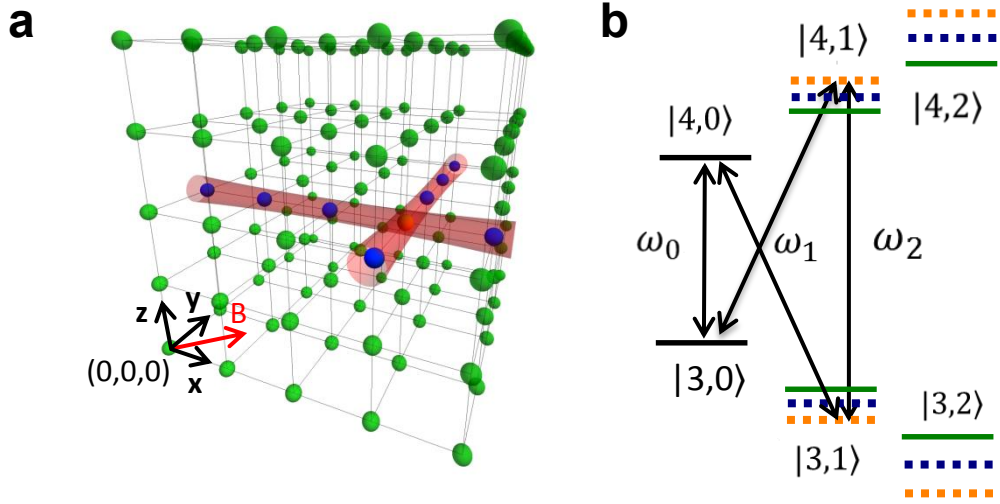 a
z
y
B
x
(0,0,0)
b
|4,1⟩
|4,2⟩
|4,0⟩
ω₀
ω₁
ω₂
|3,0⟩
|3,2⟩
|3,1⟩